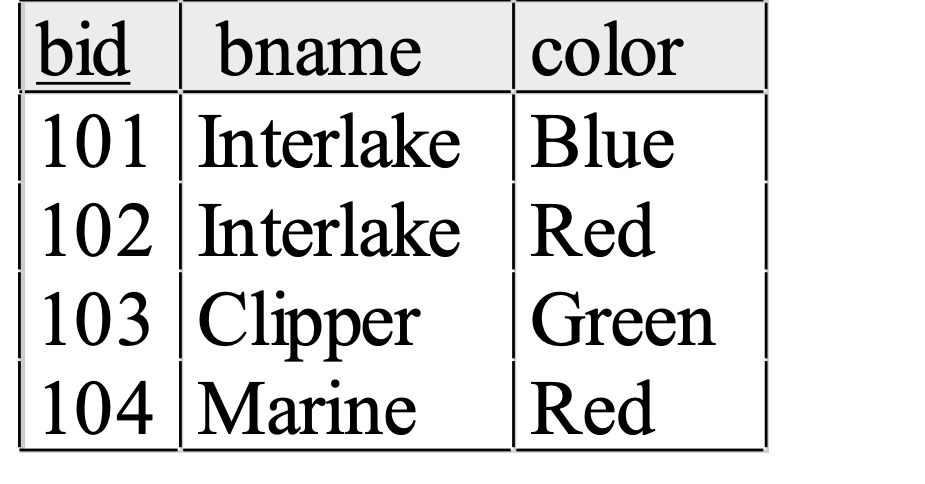 bid bname color
101 Interlake Blue
102 Interlake Red
103 Clipper Green
104 Marine Red